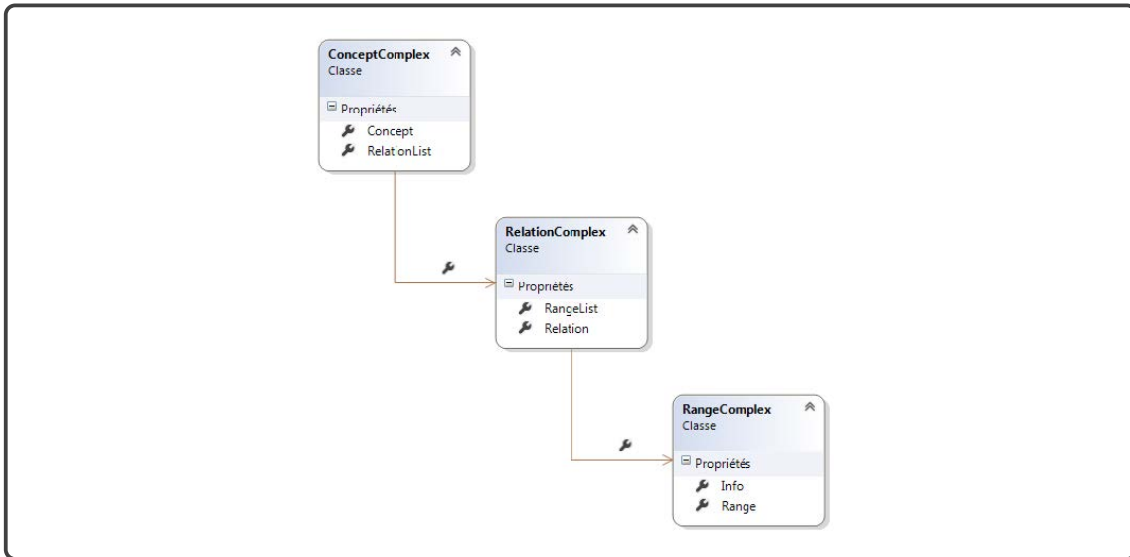 ConceptComplex
Classe
Propriétés
Concept
RelationList
RelationComplex
Classe
Propriétés
RangeList
Relation
RangeComplex
Classe
Propriétés
Info
Range